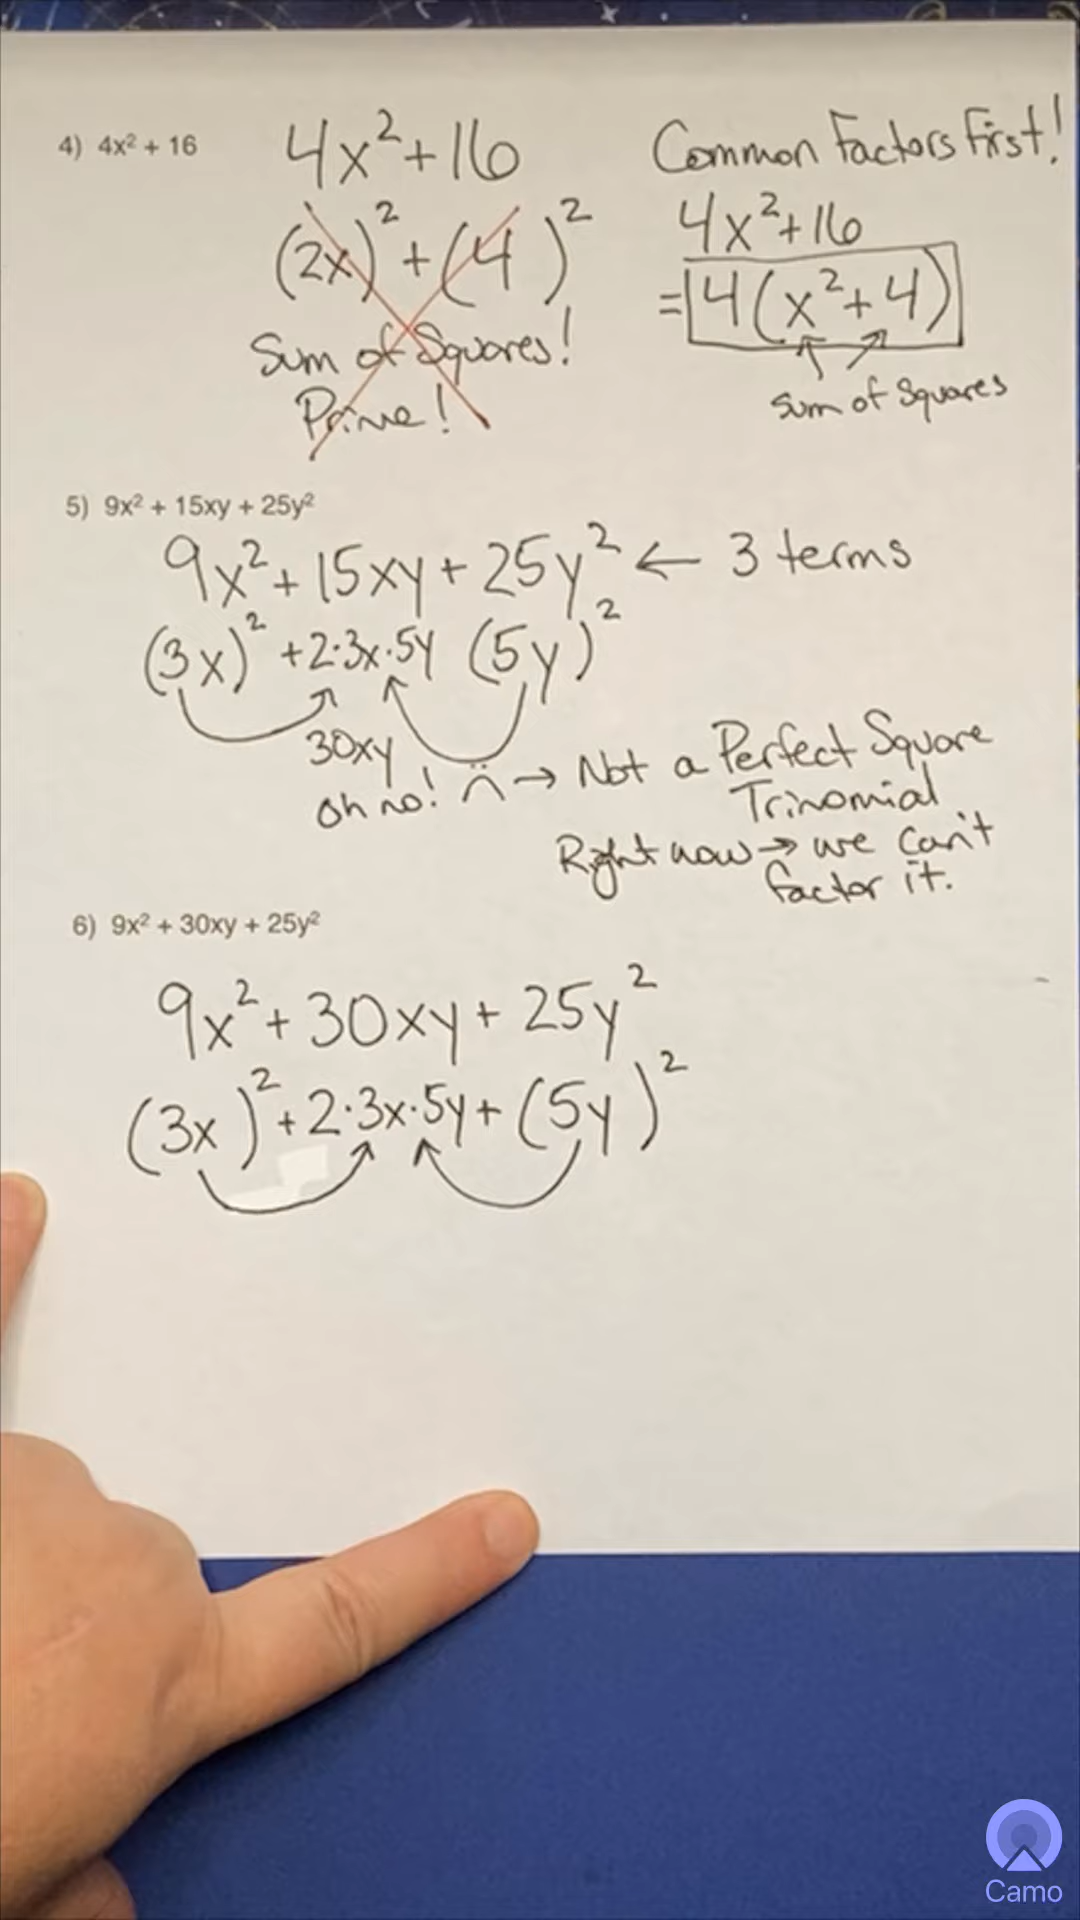 4) 4x² + 16
4x² + 16
(2x)² + (4)²
Sum of Squares!
Prime!
Common Factors First!
4x² + 16
= 4(x² + 4)
sum of squares
5) 9x² + 15xy + 25y²
9x² + 15xy + 25y² ← 3 terms
(3x)² + 2·3x·5y (5y)²
30xy
oh no! → Not a Perfect Square
Trinomial
Right now → we can't
factor it.
6) 9x² + 30xy + 25y²
9x² + 30xy + 25y²
(3x)² + 2·3x·5y + (5y)²
Camo